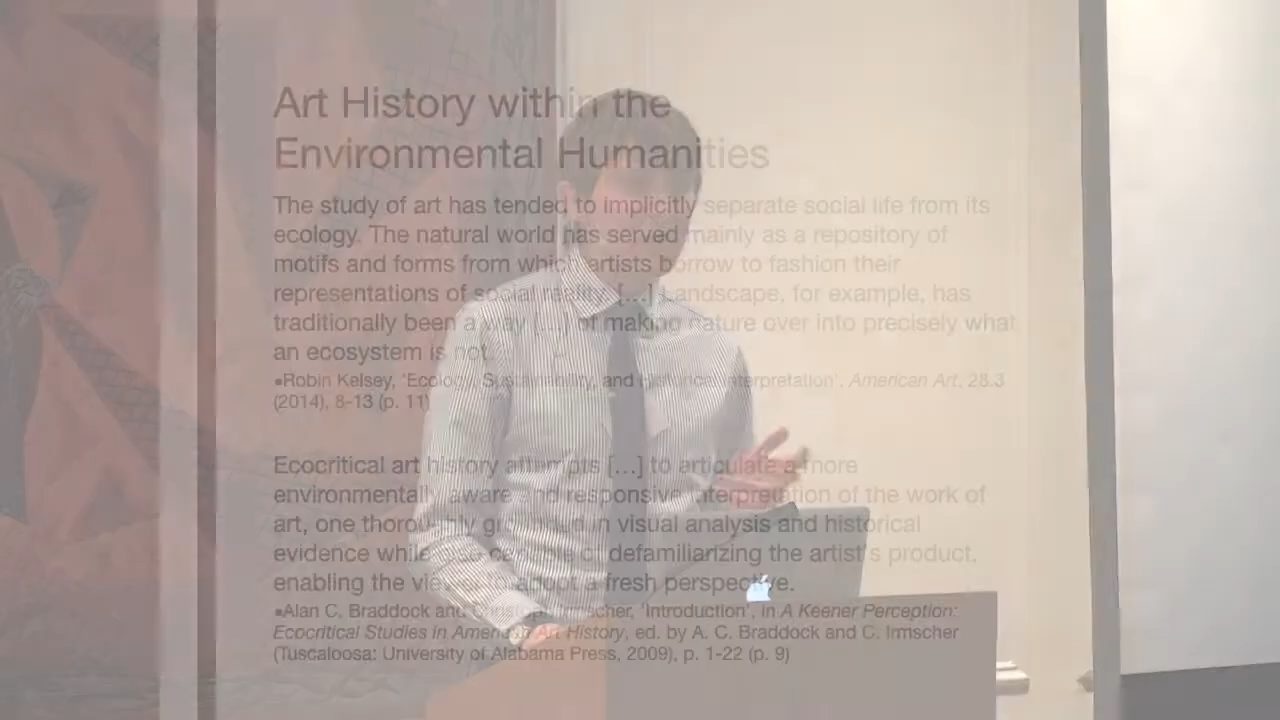 Art History within the
Environmental Humanities
The study of art has tended to implicitly separate social life from its
ecology. The natural world has served mainly as a repository of
motifs and forms from which artists borrow to fashion their
representations of social reality. [...] Landscape, for example, has
traditionally been a way [...] of making nature over into precisely what
an ecosystem is not.
•Robin Kelsey, 'Ecology, Sustainability, and Historical Interpretation', American Art, 28.3
(2014), 8-13 (p. 11)
Ecocritical art history attempts [...] to articulate a more
environmentally aware and responsive interpretation of the work of
art, one thoroughly grounded in visual analysis and historical
evidence while also capable of defamiliarizing the artist's product,
enabling the viewer to adopt a fresh perspective.
•Alan C. Braddock and Christoph Irmscher, 'Introduction', in A Keener Perception:
Ecocritical Studies in American Art History, ed. by A. C. Braddock and C. Irmscher
(Tuscaloosa: University of Alabama Press, 2009), p. 1-22 (p. 9)